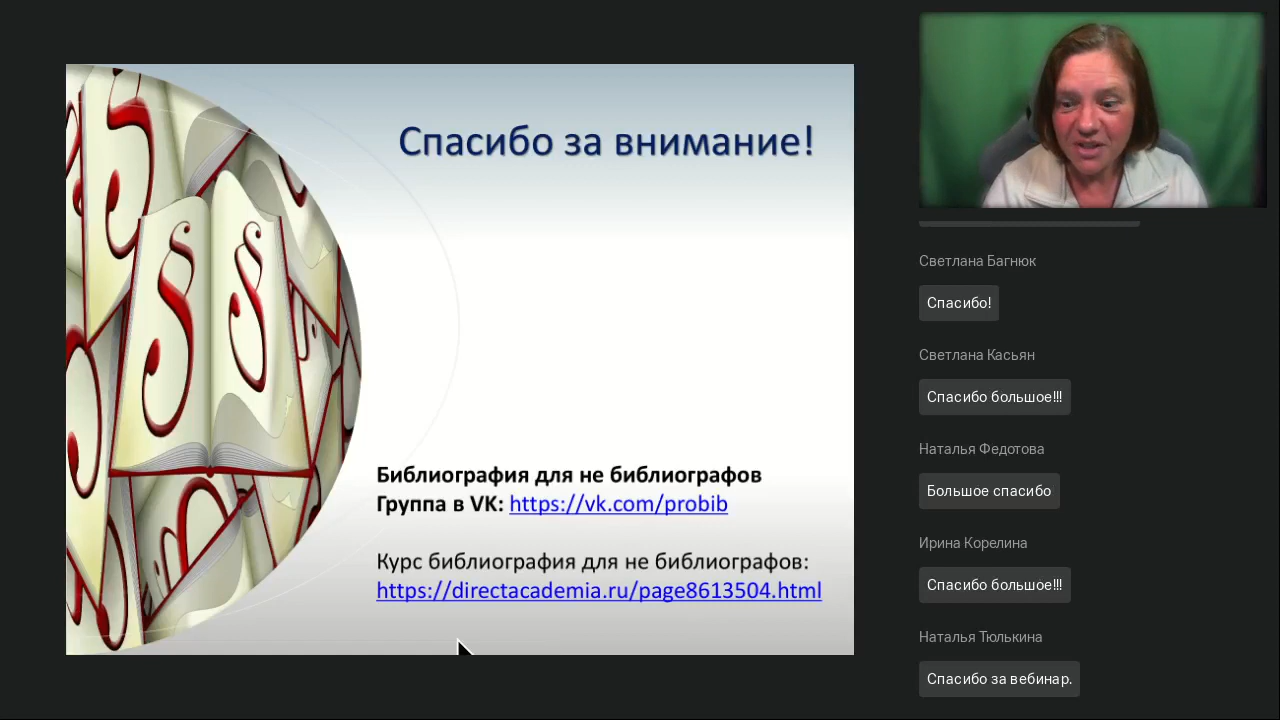 Спасибо за внимание!
Библиография для не библиографов
Группа в VK: https://vk.com/probib
Курс библиография для не библиографов:
https://directacademia.ru/page8613504.html
Светлана Багнюк
Спасибо!
Светлана Касьян
Спасибо большое!!!
Наталья Федотова
Большое спасибо
Ирина Корелина
Спасибо большое!!!
Наталья Тюлькина
Спасибо за вебинар.